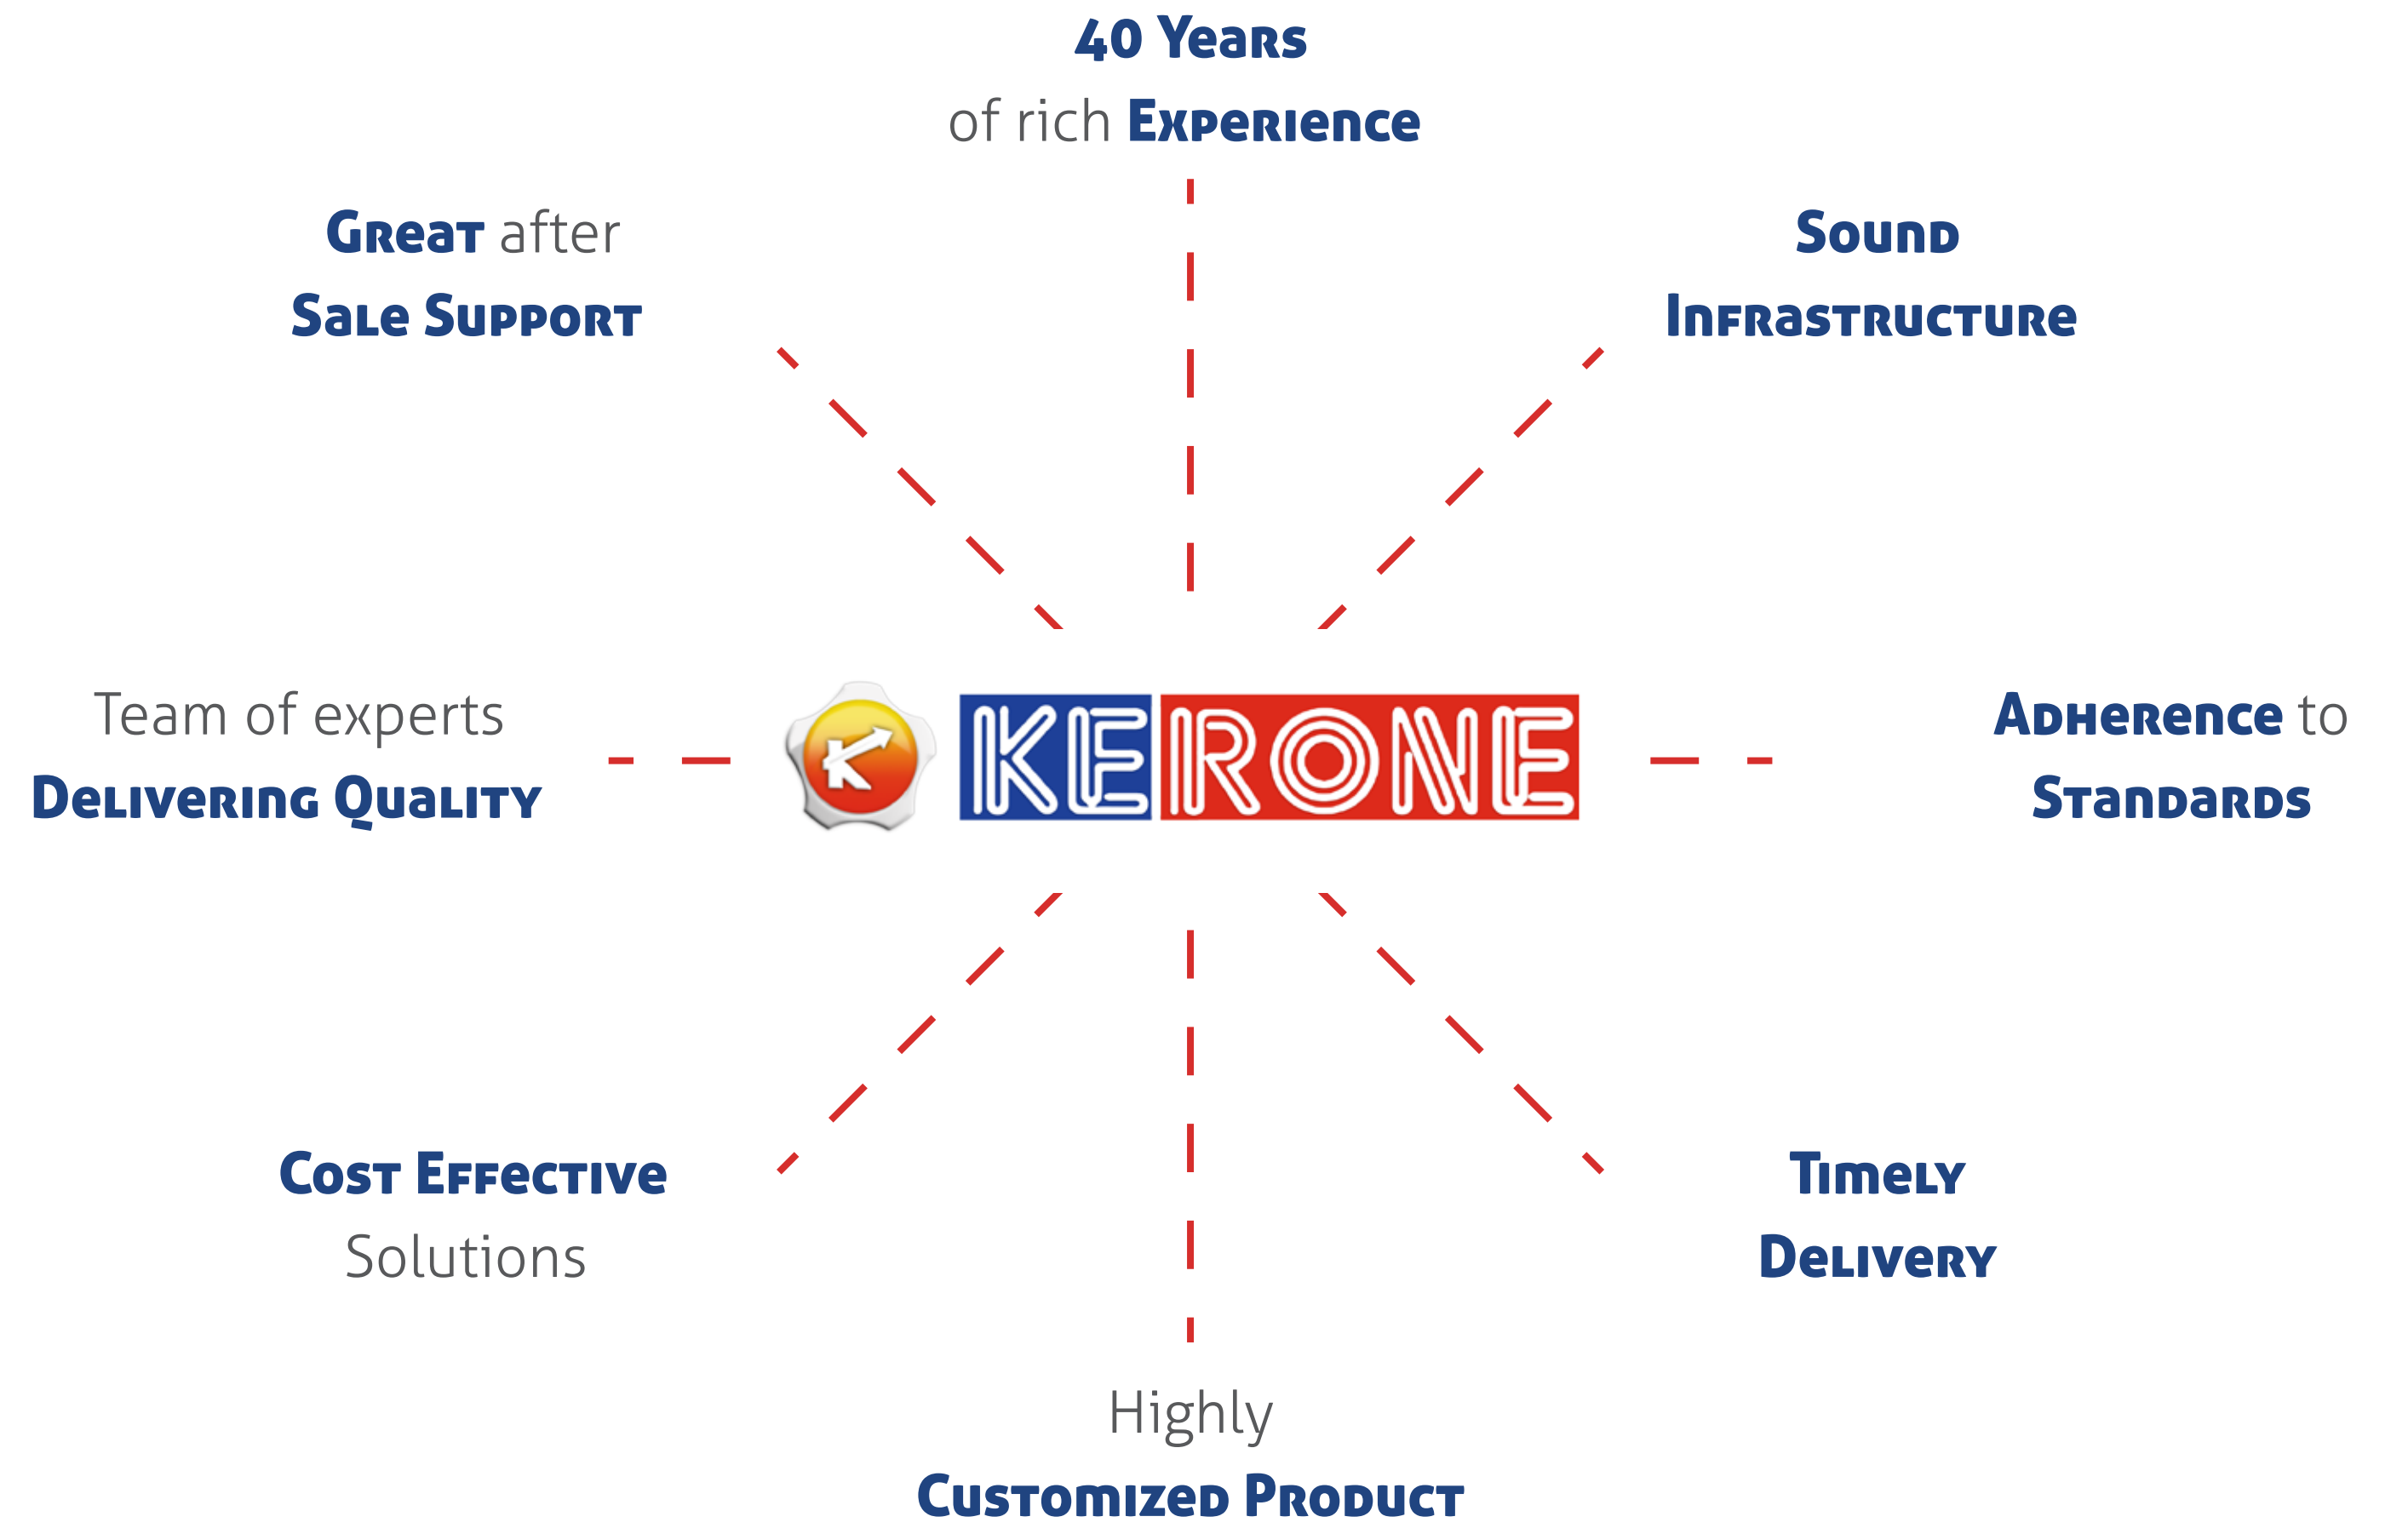 40 Years
of rich Experience
Great after
Sale Support
Sound
Infrastructure
Team of experts
Delivering Quality
K
KERONE
Adherence to
Standards
Cost Effective
Solutions
Timely
Delivery
Highly
Customized Product